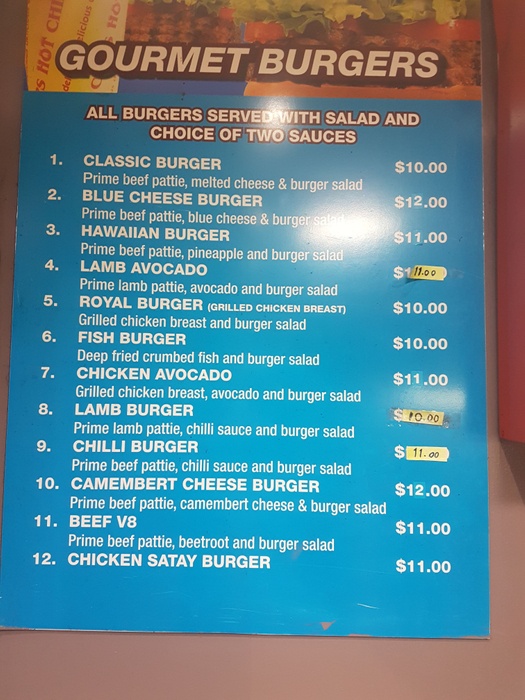 S HOT CHI
licious
de
C
S HO
GOURMET BURGERS
ALL BURGERS SERVED WITH SALAD AND
CHOICE OF TWO SAUCES
1. CLASSIC BURGER $10.00
Prime beef pattie, melted cheese & burger salad
2. BLUE CHEESE BURGER $12.00
Prime beef pattie, blue cheese & burger salad
3. HAWAIIAN BURGER $11.00
Prime beef pattie, pineapple and burger salad
4. LAMB AVOCADO $11.00
Prime lamb pattie, avocado and burger salad
5. ROYAL BURGER (GRILLED CHICKEN BREAST) $10.00
Grilled chicken breast and burger salad
6. FISH BURGER $10.00
Deep fried crumbed fish and burger salad
7. CHICKEN AVOCADO $11.00
Grilled chicken breast, avocado and burger salad
8. LAMB BURGER $10.00
Prime lamb pattie, chilli sauce and burger salad
9. CHILLI BURGER $11.00
Prime beef pattie, chilli sauce and burger salad
10. CAMEMBERT CHEESE BURGER $12.00
Prime beef pattie, camembert cheese & burger salad
11. BEEF V8 $11.00
Prime beef pattie, beetroot and burger salad
12. CHICKEN SATAY BURGER $11.00